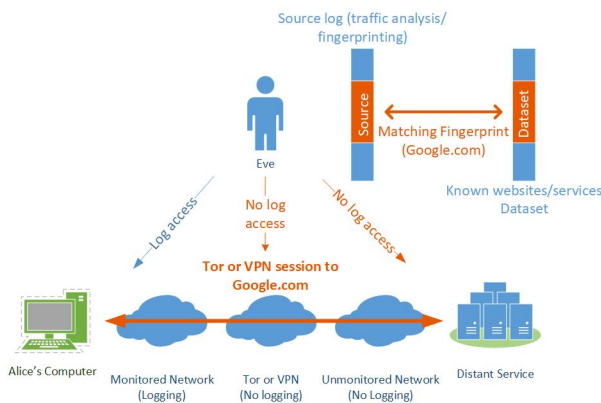 Source log (traffic analysis/
fingerprinting)
Source
Dataset
Matching Fingerprint
(Google.com)
Eve
Known websites/services
Dataset
Log access
No log
access
No log access
Tor or VPN session to
Google.com
Alice's Computer
Monitored Network
(Logging)
Tor or VPN
(No logging)
Unmonitored Network
(No Logging)
Distant Service